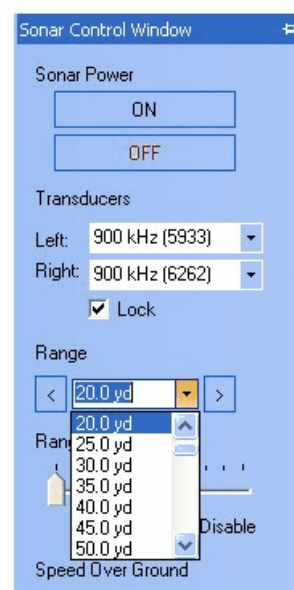 Sonar Control Window
Sonar Power
ON
OFF
Transducers
Left: 900 kHz (5933)
Right: 900 kHz (6262)
Lock
Range
< 20.0 yd >
20.0 yd
25.0 yd
30.0 yd
35.0 yd
40.0 yd
45.0 yd
50.0 yd
Disable
Speed Over Ground